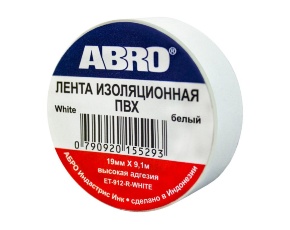 ABRO®
ЛЕНТА ИЗОЛЯЦИОННАЯ
ПВХ
White белый
0 790920 155293
19мм X 9,1м
высокая адгезия
ET-912-R-WHITE
АБРО Индастрис Инк • сделано в Индонезии